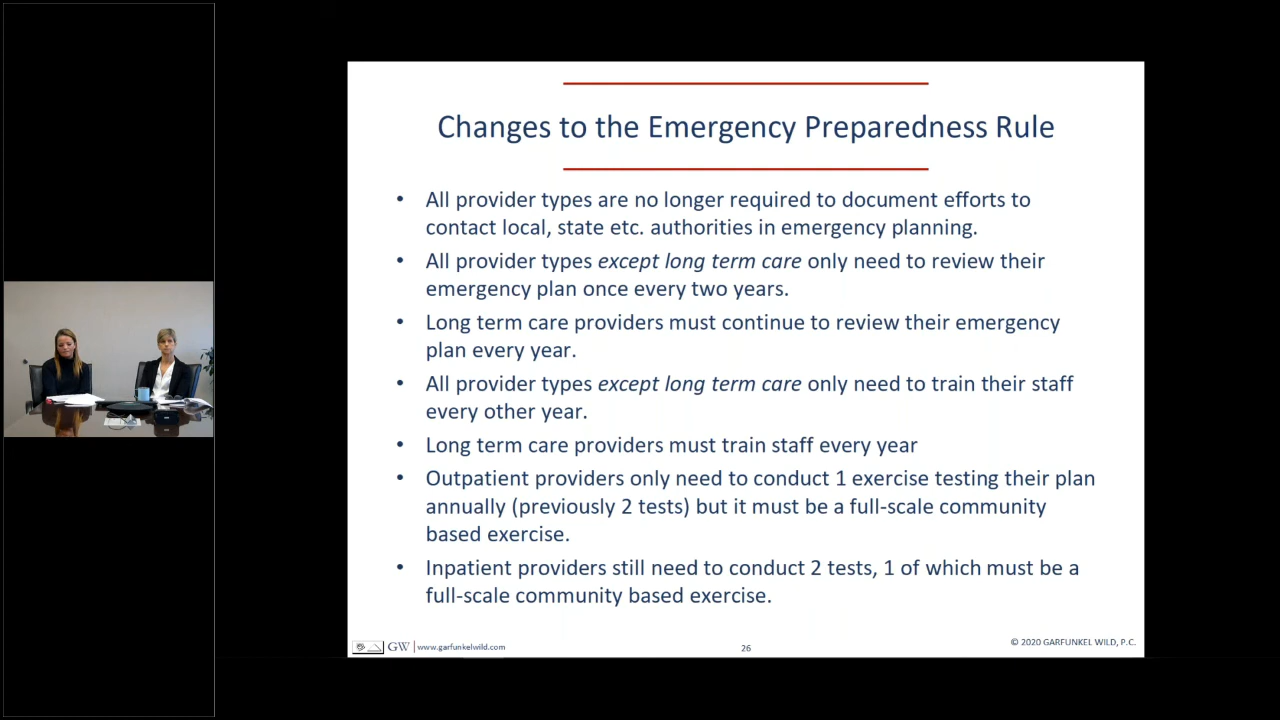 Changes to the Emergency Preparedness Rule
• All provider types are no longer required to document efforts to
contact local, state etc. authorities in emergency planning.
• All provider types except long term care only need to review their
emergency plan once every two years.
• Long term care providers must continue to review their emergency
plan every year.
• All provider types except long term care only need to train their staff
every other year.
• Long term care providers must train staff every year
• Outpatient providers only need to conduct 1 exercise testing their plan
annually (previously 2 tests) but it must be a full-scale community
based exercise.
• Inpatient providers still need to conduct 2 tests, 1 of which must be a
full-scale community based exercise.
GW www.garfunkelwild.com
26
© 2020 GARFUNKEL WILD, P.C.